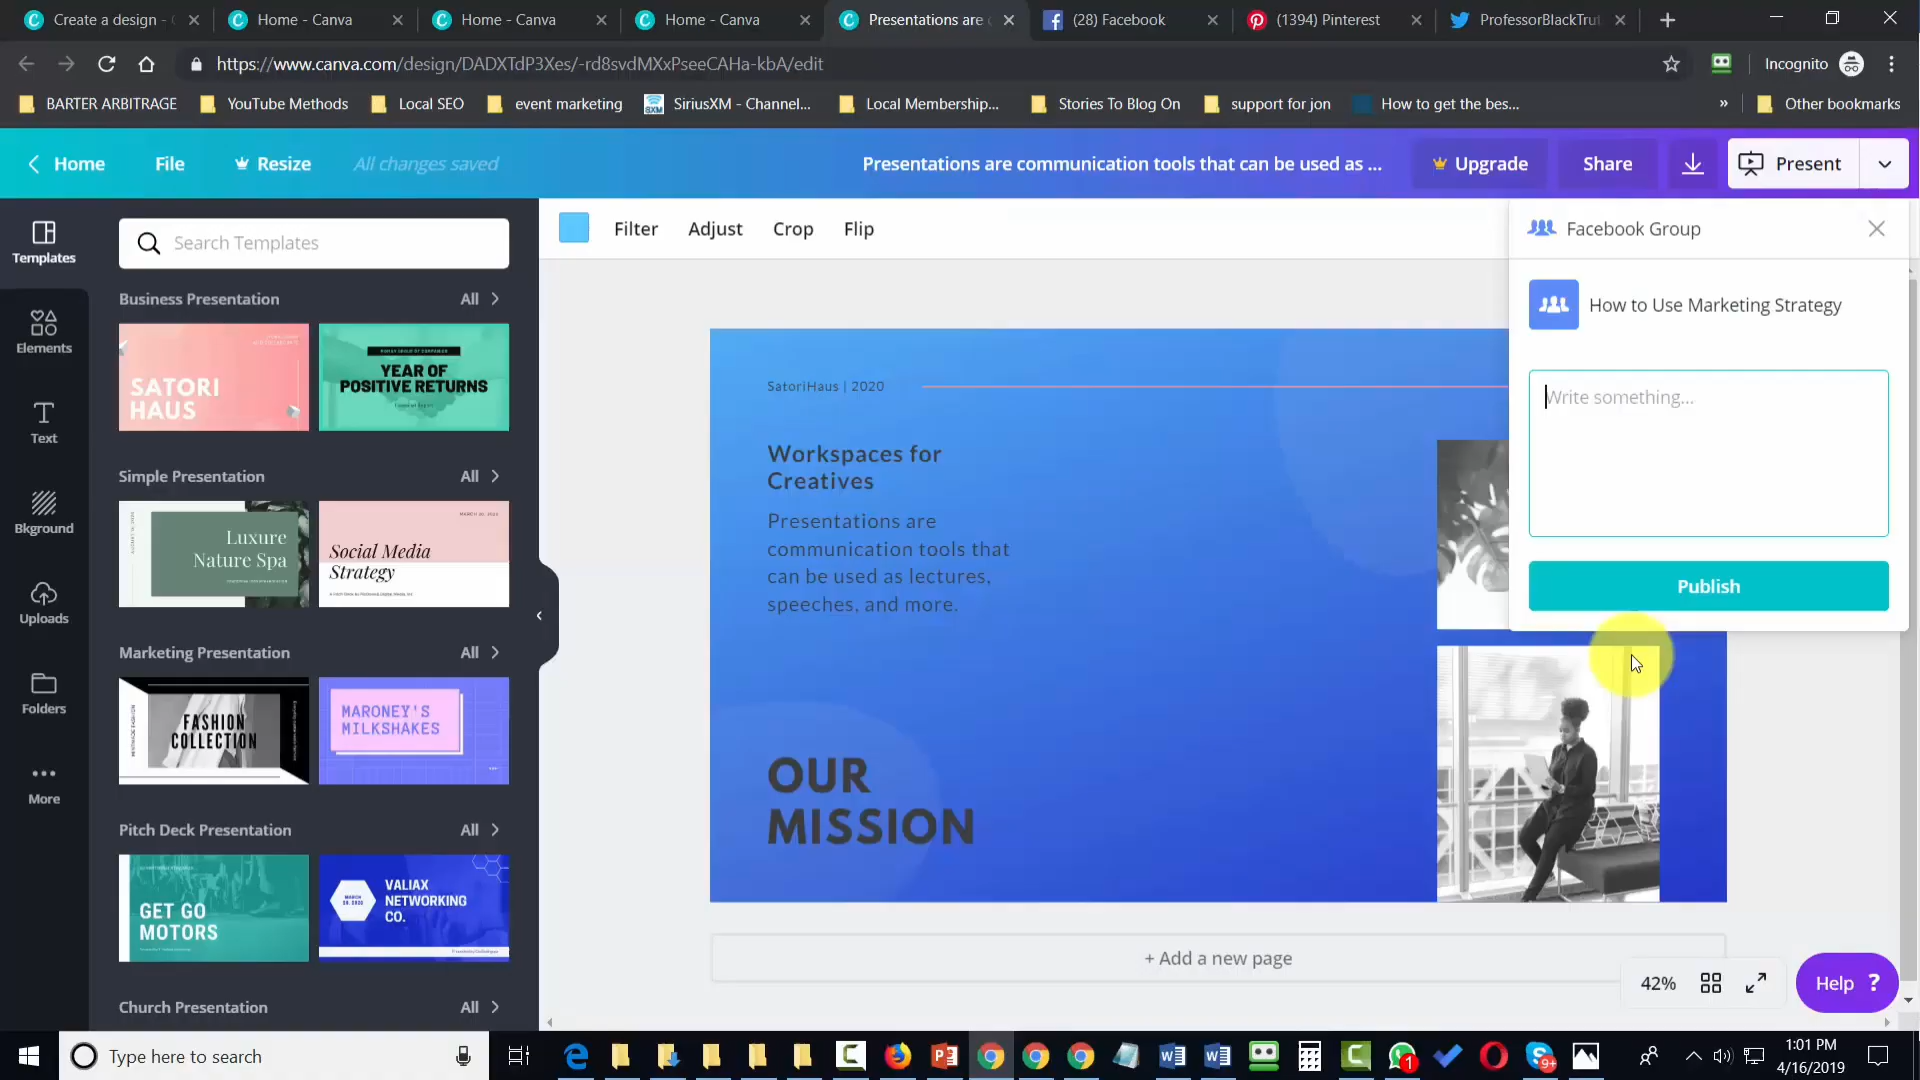 Create a design -
Home - Canva
Home - Canva
Home - Canva
Presentations are
(28) Facebook
(1394) Pinterest
ProfessorBlackTru
https://www.canva.com/design/DADXTdP3Xes/-rd8svdMXxPseeCAHa-kbA/edit
Incognito
BARTER ARBITRAGE
YouTube Methods
Local SEO
event marketing
SXM
SiriusXM - Channel...
Local Membership...
Stories To Blog On
support for jon
How to get the bes...
»
Other bookmarks
Home
File
Resize
All changes saved
Presentations are communication tools that can be used as ...
Upgrade
Share
Present
Templates
Elements
Text
Bkground
Uploads
Folders
More
Search Templates
Business Presentation
All
SATORI
HAUS
YEAR OF
POSITIVE RETURNS
Simple Presentation
All
Luxure
Nature Spa
Social Media
Strategy
Marketing Presentation
All
FASHION
COLLECTION
MARONEY'S
MILKSHAKES
Pitch Deck Presentation
All
GET GO
MOTORS
VALIAX
NETWORKING
CO.
Church Presentation
All
Filter
Adjust
Crop
Flip
SatoriHaus | 2020
Workspaces for
Creatives
Presentations are
communication tools that
can be used as lectures,
speeches, and more.
OUR
MISSION
+ Add a new page
Facebook Group
How to Use Marketing Strategy
Write something...
Publish
42%
Help ?
Type here to search
1
9+
1:01 PM
4/16/2019